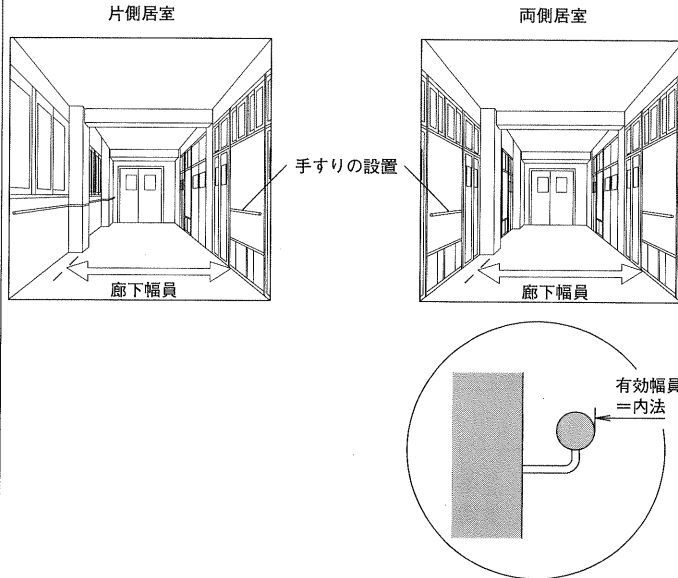 片側居室
両側居室
手すりの設置
廊下幅員
廊下幅員
有効幅員
＝内法